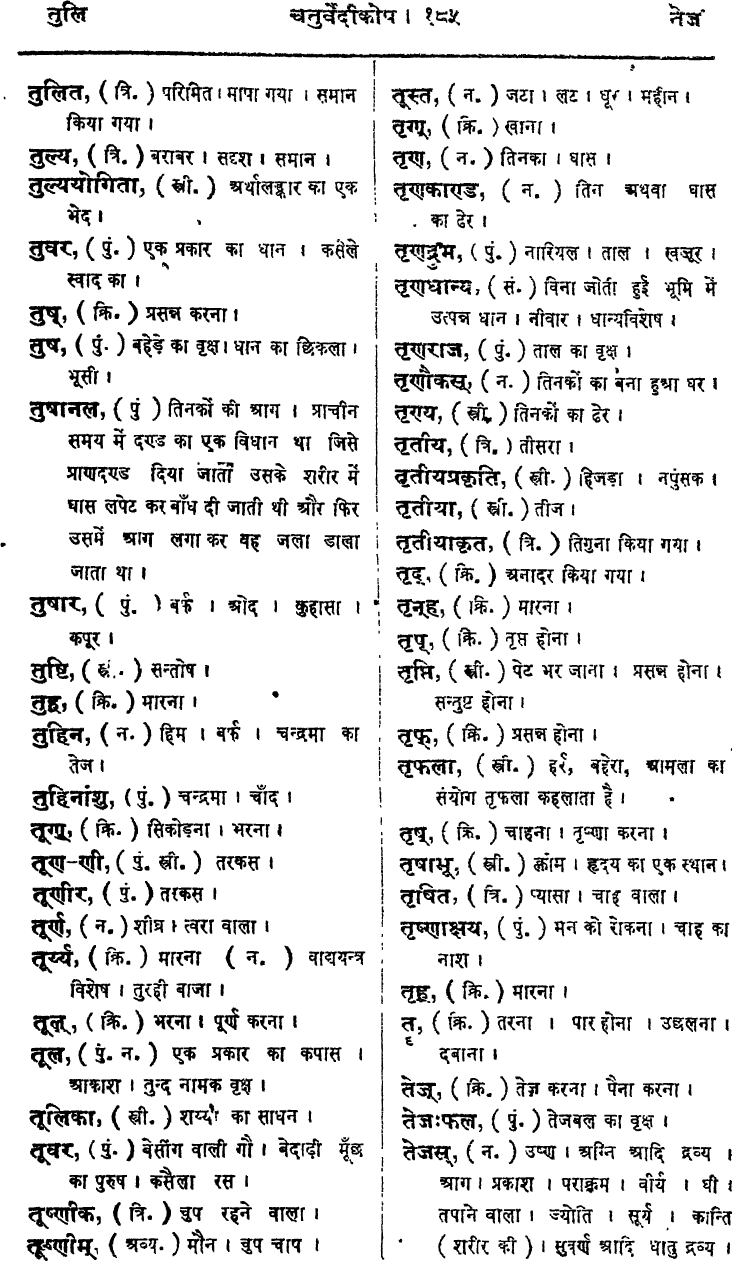 तुलि चतुर्वेदीकोष । १८५ तेज
तुलित, ( त्रि. ) परिमित । मापा गया । समान
किया गया ।
तुल्य, ( त्रि. ) बराबर । सदृश । समान ।
तुल्ययोगिता, ( स्त्री. ) अर्थालङ्कार का एक
भेद ।
तुवर, ( पुं. ) एक प्रकार का धान । कसैले
स्वाद का ।
तुष्, ( क्रि. ) प्रसन्न करना ।
तुष, ( पुं. ) बहेड़े का वृक्ष । धान का छिकला ।
भूसी ।
तुषानल, ( पुं ) तिनकों की आग । प्राचीन
समय में दण्ड का एक विधान था जिसे
प्राणदण्ड दिया जाता उसके शरीर में
घास लपेट कर बाँध दी जाती थी और फिर
उसमें आग लगा कर वह जला डाला
जाता था ।
तुषार, ( पुं. ) बर्फ । ओद । कुहासा ।
कपूर ।
तुष्टि, ( स्त्री. ) सन्तोष ।
तुह्, ( क्रि. ) मारना ।
तुहिन, ( न. ) हिम । बर्फ । चन्द्रमा का
तेज ।
तुहिनांशु, ( पुं. ) चन्द्रमा । चाँद ।
तूण्, ( क्रि. ) सिकोड़ना । भरना ।
तूण-णी, ( पुं. स्त्री. ) तरकस ।
तूणीर, ( पुं. ) तरकस ।
तूर्ण, ( न. ) शीघ्र । त्वरा वाला ।
तूर्य्य, ( क्रि. ) मारना ( न. ) वाद्ययन्त्र
विशेष । तुरही बाजा ।
तूल्, ( क्रि. ) भरना । पूर्ण करना ।
तूल, ( पुं. न. ) एक प्रकार का कपास ।
आकाश । तुन्द नामक वृक्ष ।
तूलिका, ( स्त्री. ) शय्या का साधन ।
तूवर, ( पुं. ) बेसींग वाली गौ । बेदाढ़ी मूँछ
का पुरुष । कसैला रस ।
तूष्णीक, ( त्रि. ) चुप रहने वाला ।
तूष्णीम्, ( अव्य. ) मौन । चुप चाप ।
तूस्त, ( न. ) जटा । लट । धूर । महीन ।
तृण्, ( क्रि. ) खाना ।
तृण, ( न. ) तिनका । घास ।
तृणकाण्ड, ( न. ) तिन अथवा घास
का ढेर ।
तृणद्रुम, ( पुं. ) नारियल । ताल । खजूर ।
तृणधान्य, ( सं. ) बिना जोती हुई भूमि में
उत्पन्न धान । नीवार । धान्यविशेष ।
तृणराज, ( पुं. ) ताल का वृक्ष ।
तृणौकस्, ( न. ) तिनकों का बना हुआ घर ।
तृण्य, ( स्त्री. ) तिनकों का ढेर ।
तृतीय, ( त्रि. ) तीसरा ।
तृतीयप्रकृति, ( स्त्री. ) हिजड़ा । नपुंसक ।
तृतीया, ( स्त्री. ) तीज ।
तृतीयाकृत, ( त्रि. ) तिगुना किया गया ।
तृद्, ( क्रि. ) अनादर किया गया ।
तृन्ह्, ( क्रि. ) मारना ।
तृप्, ( क्रि. ) तृप्त होना ।
तृप्ति, ( स्त्री. ) पेट भर जाना । प्रसन्न होना ।
सन्तुष्ट होना ।
तृफ्, ( क्रि. ) प्रसन्न होना ।
तृफला, ( स्त्री. ) हर्र, बहेरा, आमला का
संयोग तृफला कहलाता है ।
तृष्, ( क्रि. ) चाहना । तृष्णा करना ।
तृषाभू, ( स्त्री. ) क्लोम । हृदय का एक स्थान ।
तृषित, ( त्रि. ) प्यासा । चाह वाला ।
तृष्णाक्षय, ( पुं. ) मन को रोकना । चाह का
नाश ।
तृह्, ( क्रि. ) मारना ।
तॄ, ( क्रि. ) तरना । पार होना । उछलना ।
दबाना ।
तेज्, ( क्रि. ) तेज़ करना । पैना करना ।
तेजःफल, ( पुं. ) तेजबल का वृक्ष ।
तेजस्, ( न. ) उष्ण । अग्नि आदि द्रव्य ।
आग । प्रकाश । पराक्रम । वीर्य । घी ।
तपाने वाला । ज्योति । सूर्य । कान्ति
( शरीर की ) । सुवर्ण आदि धातु द्रव्य ।